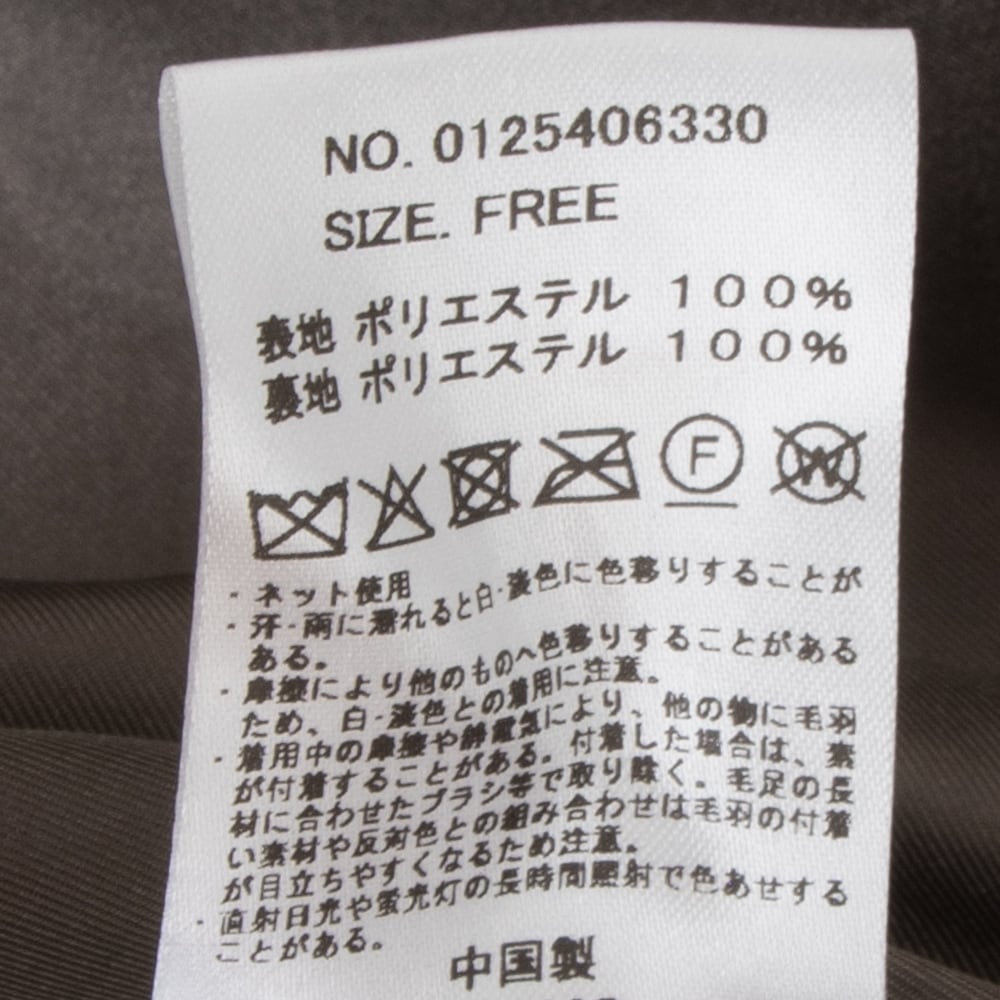 NO. 0125406330
SIZE. FREE
表地 ポリエステル 100%
裏地 ポリエステル 100%
F
W
・ネット使用
・汗・雨に濡れると白・淡色に色移りすることが
ある。
・摩擦により他のものへ色移りすることがある
ため、白・淡色との着用に注意。
・着用中の摩擦や静電気により、他の物に毛羽
が付着することがある。付着した場合は、素
材に合わせたブラシ等で取り除く。毛足の長
い素材や反対色との組み合わせは毛羽の付着
が目立ちやすくなるため注意。
・直射日光や蛍光灯の長時間照射で色あせする
ことがある。
中国製